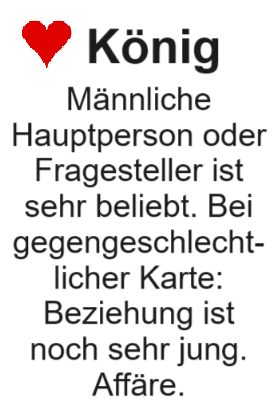 König
Männliche
Hauptperson oder
Fragesteller ist
sehr beliebt. Bei
gegengeschlecht-
licher Karte:
Beziehung ist
noch sehr jung.
Affäre.